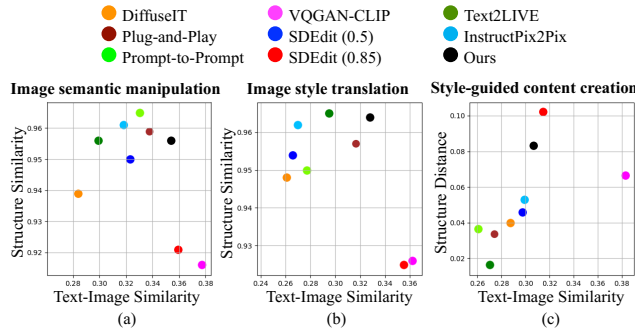 DiffuseIT VQGAN-CLIP Text2LIVE
Plug-and-Play SDEdit (0.5) InstructPix2Pix
Prompt-to-Prompt SDEdit (0.85) Ours
Image semantic manipulation Image style translation Style-guided content creation
Structure Similarity
0.96
0.95
0.94
0.93
0.92
0.28 0.30 0.32 0.34 0.36 0.38
Text-Image Similarity
(a)
Structure Similarity
0.96
0.95
0.94
0.93
0.24 0.26 0.28 0.30 0.32 0.34 0.36
Text-Image Similarity
(b)
Structure Distance
0.10
0.08
0.06
0.04
0.02
0.26 0.28 0.30 0.32 0.34 0.36 0.38
Text-Image Similarity
(c)